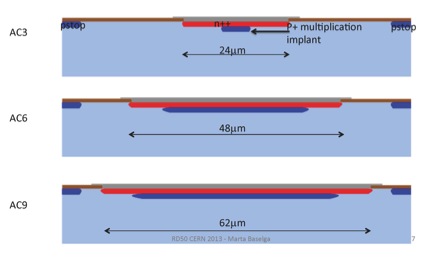 pstop n++ pstop
AC3
P+ multiplication
implant
24µm
AC6
48µm
AC9
62µm
RD50 CERN 2013 - Marta Baselga
7